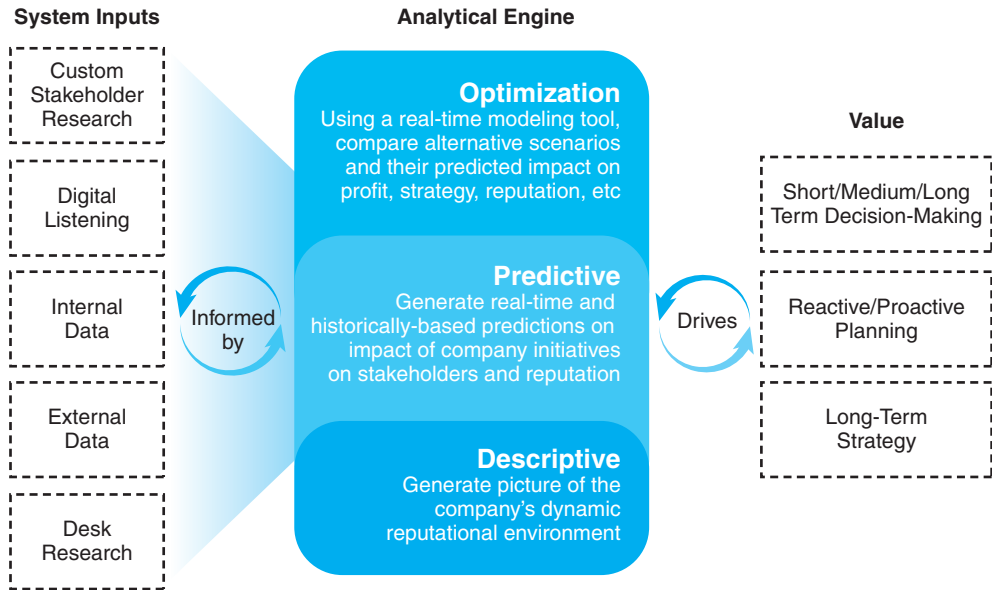 System Inputs
Custom
Stakeholder
Research
Digital
Listening
Internal
Data
External
Data
Desk
Research
Informed
by
Analytical Engine
Optimization
Using a real-time modeling tool,
compare alternative scenarios
and their predicted impact on
profit, strategy, reputation, etc
Predictive
Generate real-time and
historically-based predictions on
impact of company initiatives
on stakeholders and reputation
Descriptive
Generate picture of the
company's dynamic
reputational environment
Drives
Value
Short/Medium/Long
Term Decision-Making
Reactive/Proactive
Planning
Long-Term
Strategy